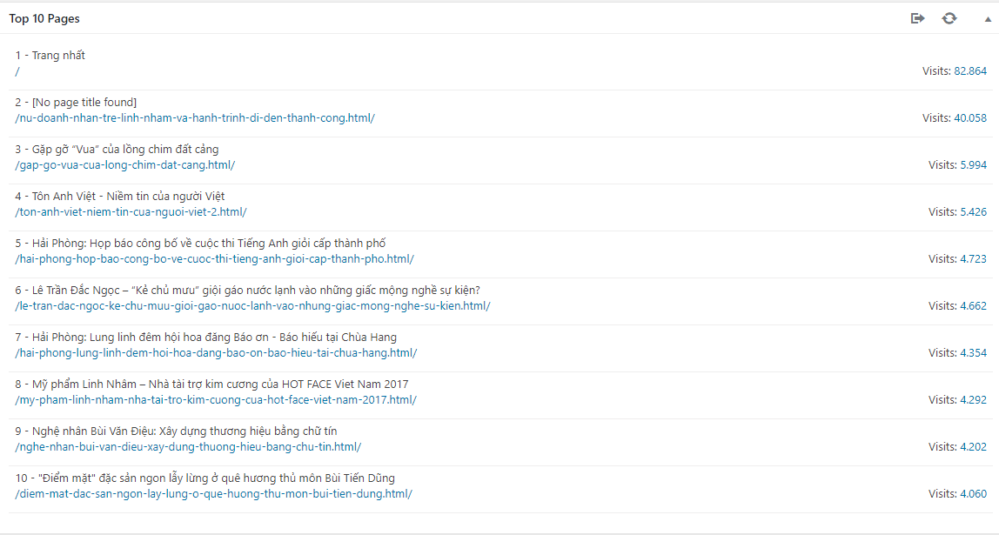 Top 10 Pages
1 - Trang nhất
/
Visits: 82.864
2 - [No page title found]
/nu-doanh-nhan-tre-linh-nham-va-hanh-trinh-di-den-thanh-cong.html/
Visits: 40.058
3 - Gặp gỡ “Vua” của lồng chim đất cảng
/gap-go-vua-cua-long-chim-dat-cang.html/
Visits: 5.994
4 - Tôn Anh Việt - Niềm tin của người Việt
/ton-anh-viet-niem-tin-cua-nguoi-viet-2.html/
Visits: 5.426
5 - Hải Phòng: Họp báo công bố về cuộc thi Tiếng Anh giỏi cấp thành phố
/hai-phong-hop-bao-cong-bo-ve-cuoc-thi-tieng-anh-gioi-cap-thanh-pho.html/
Visits: 4.723
6 - Lê Trần Đắc Ngọc – “Kẻ chủ mưu” giội gáo nước lạnh vào những giấc mộng nghề sự kiện?
/le-tran-dac-ngoc-ke-chu-muu-gioi-gao-nuoc-lanh-vao-nhung-giac-mong-nghe-su-kien.html/
Visits: 4.662
7 - Hải Phòng: Lung linh đêm hội hoa đăng Báo ơn - Báo hiếu tại Chùa Hang
/hai-phong-lung-linh-dem-hoi-hoa-dang-bao-on-bao-hieu-tai-chua-hang.html/
Visits: 4.354
8 - Mỹ phẩm Linh Nhâm – Nhà tài trợ kim cương của HOT FACE Viet Nam 2017
/my-pham-linh-nham-nha-tai-tro-kim-cuong-cua-hot-face-viet-nam-2017.html/
Visits: 4.292
9 - Nghệ nhân Bùi Văn Điệu: Xây dựng thương hiệu bằng chữ tín
/nghe-nhan-bui-van-dieu-xay-dung-thuong-hieu-bang-chu-tin.html/
Visits: 4.202
10 - "Điểm mặt" đặc sản ngon lẫy lừng ở quê hương thủ môn Bùi Tiến Dũng
/diem-mat-dac-san-ngon-lay-lung-o-que-huong-thu-mon-bui-tien-dung.html/
Visits: 4.060